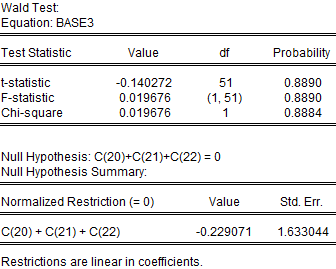 Wald Test:
Equation: BASE3
Test Statistic Value df Probability
t-statistic -0.140272 51 0.8890
F-statistic 0.019676 (1, 51) 0.8890
Chi-square 0.019676 1 0.8884
Null Hypothesis: C(20)+C(21)+C(22) = 0
Null Hypothesis Summary:
Normalized Restriction (= 0) Value Std. Err.
C(20) + C(21) + C(22) -0.229071 1.633044
Restrictions are linear in coefficients.